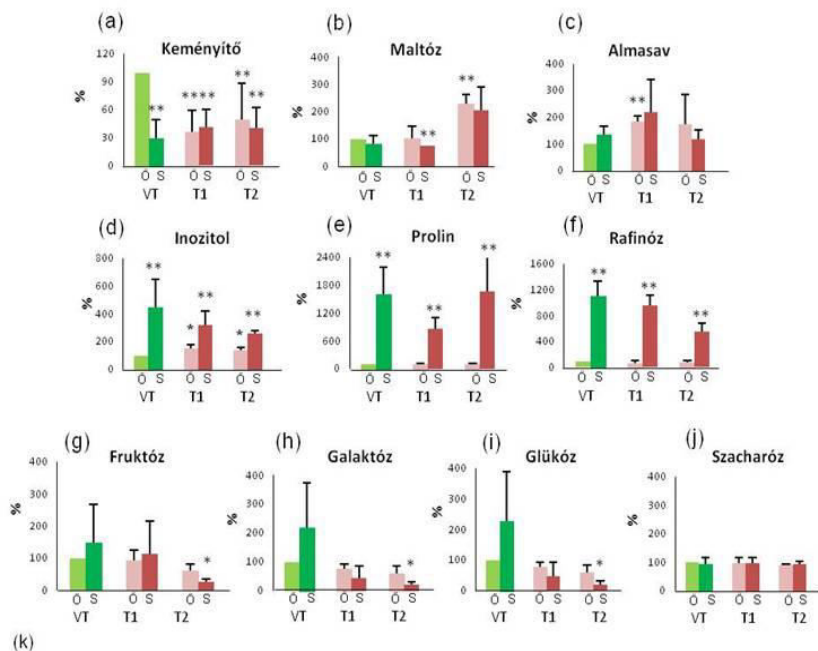 (a) (b) (c)
Keményítő Maltóz Almasav
120
90
60
30
0
%
** **** ** **
Ö S Ö S Ö S
VT T1 T2
400
300
200
100
0
%
** **
Ö S Ö S Ö S
VT T1 T2
400
300
200
100
0
%
**
Ö S Ö S Ö S
VT T1 T2
(d) (e) (f)
Inozitol Prolin Rafinóz
800
600
400
200
0
%
** * ** * **
Ö S Ö S Ö S
VT T1 T2
2400
1800
1200
600
0
%
** ** **
Ö S Ö S Ö S
VT T1 T2
1600
1200
800
400
0
%
** ** **
Ö S Ö S Ö S
VT T1 T2
(g) (h) (i) (j)
Fruktóz Galaktóz Glükóz Szacharóz
400
300
200
100
0
%
*
Ö S Ö S Ö S
VT T1 T2
400
300
200
100
0
%
*
Ö S Ö S Ö S
VT T1 T2
400
300
200
100
0
%
*
Ö S Ö S Ö S
VT T1 T2
400
300
200
100
0
%
Ö S Ö S Ö S
VT T1 T2
(k)